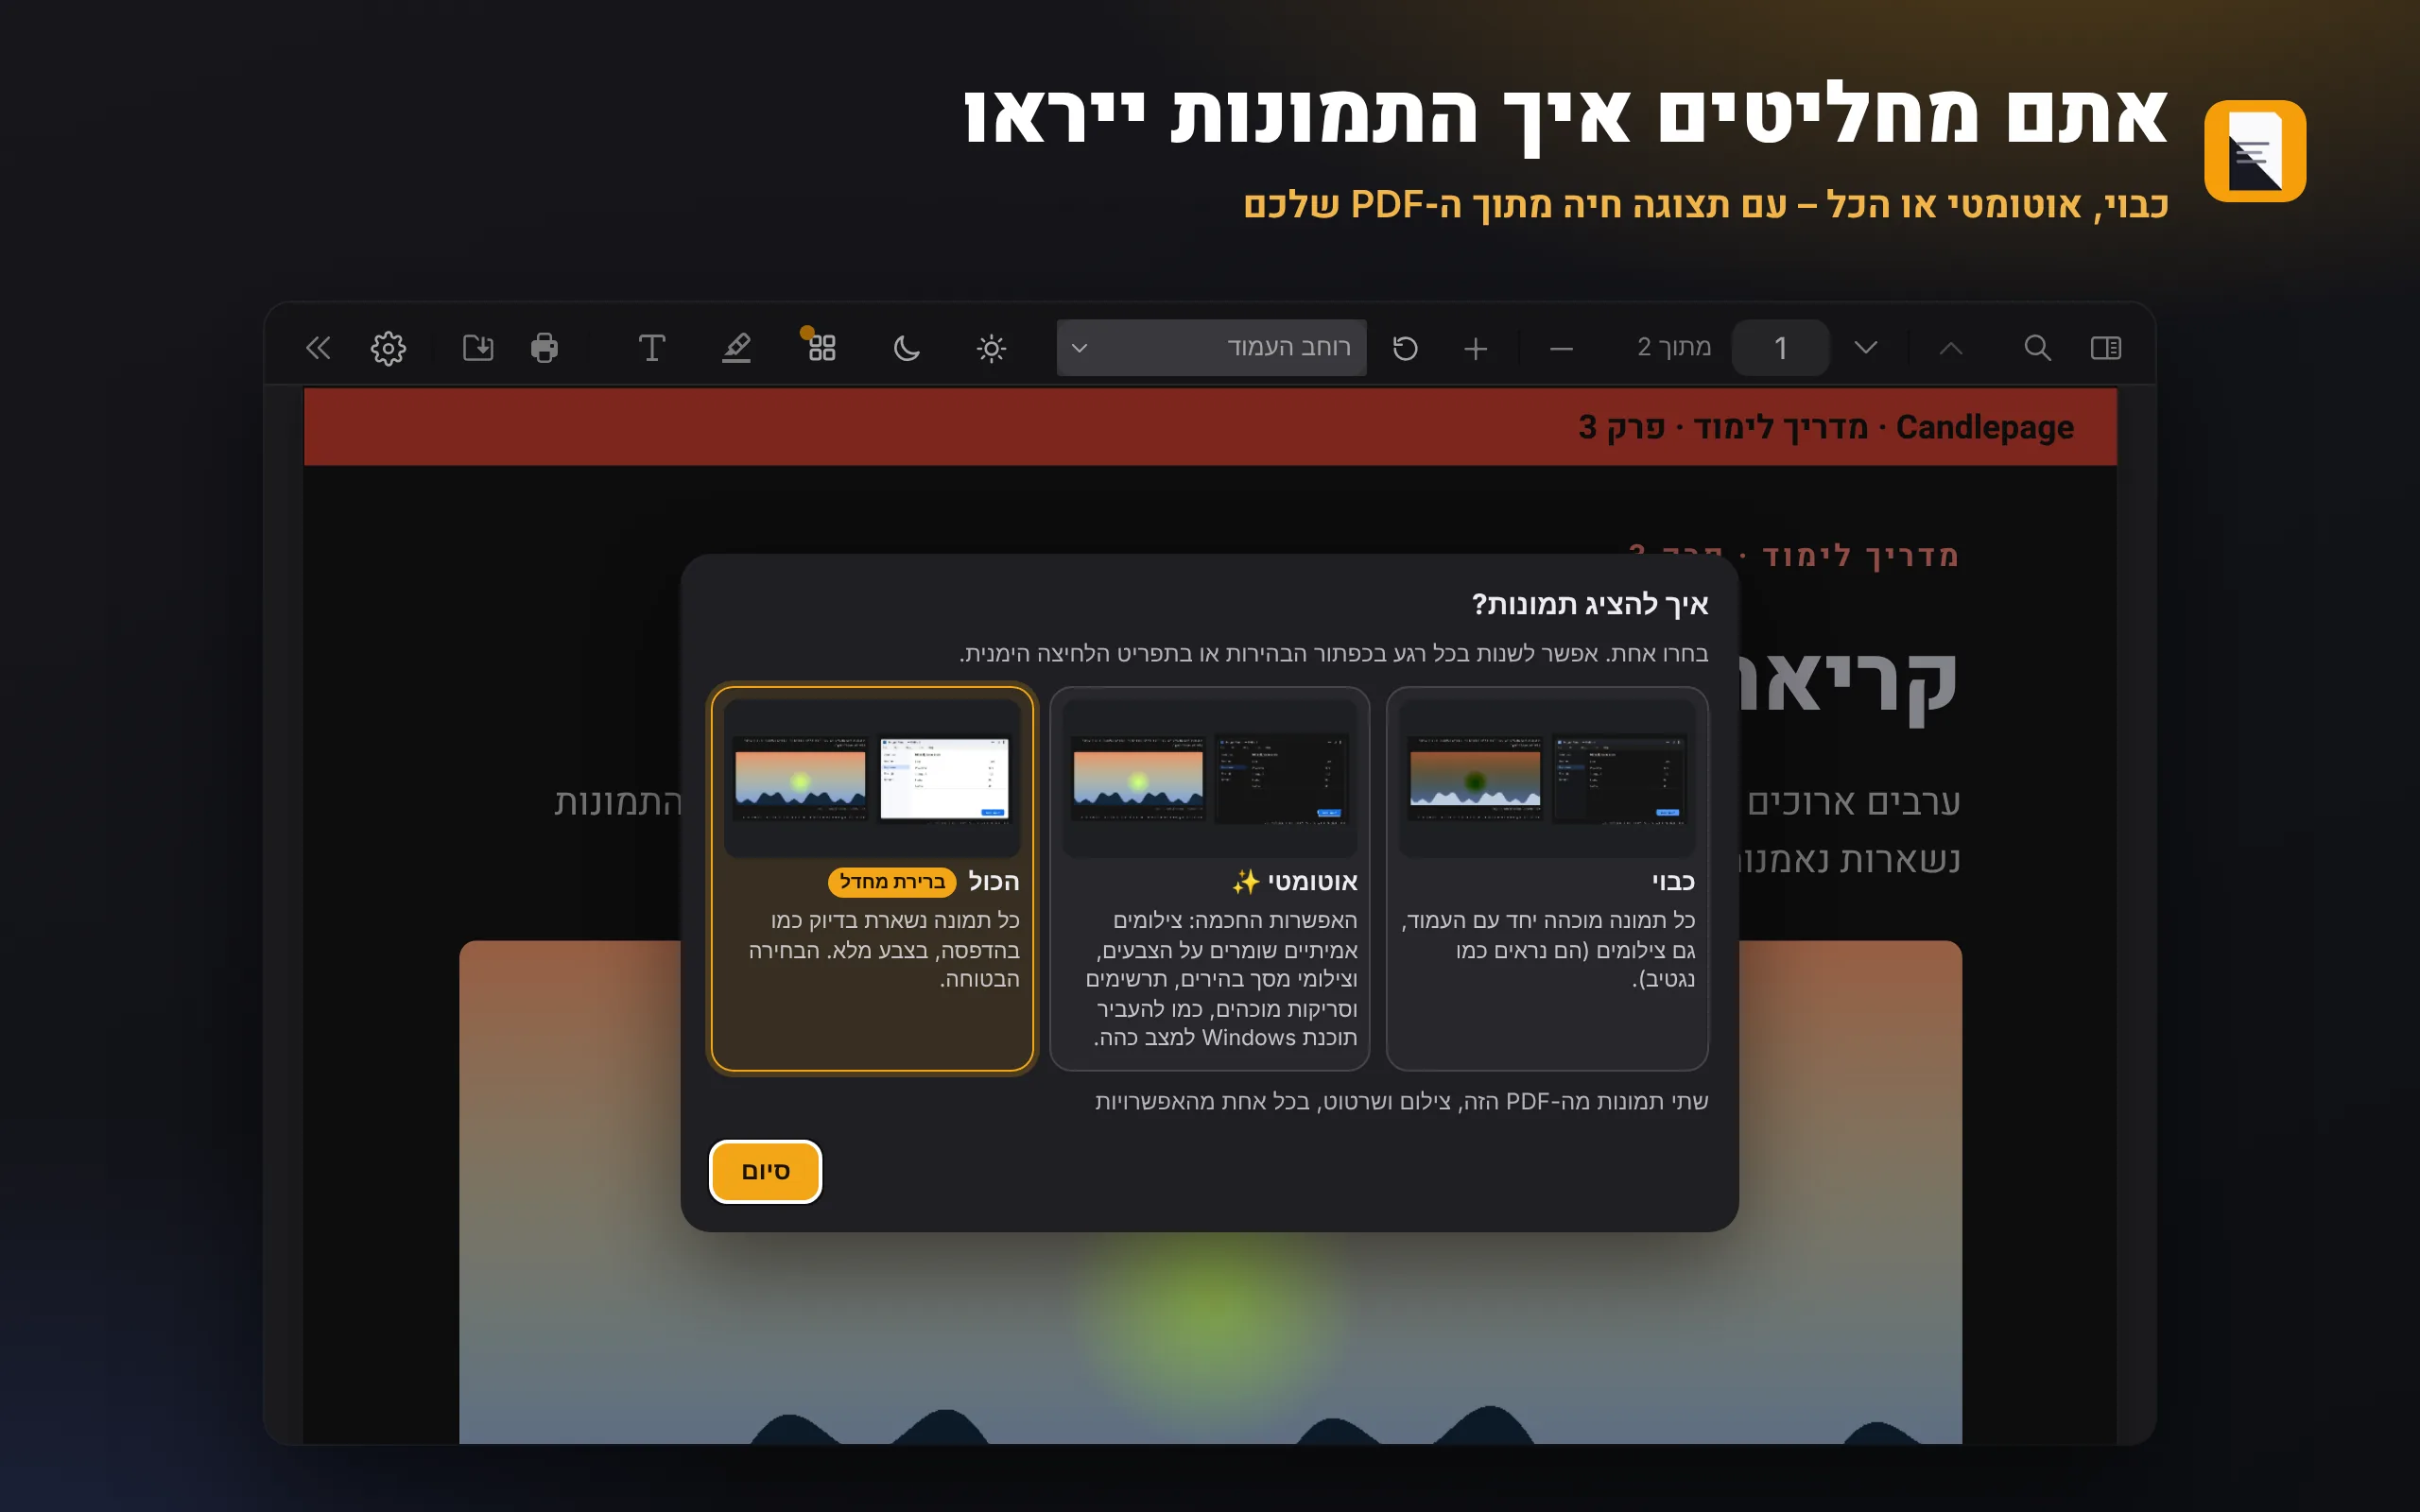 אתם מחליטים איך התמונות ייראו
כבוי, אוטומטי או הכל – עם תצוגה חיה מתוך ה-PDF שלכם
1 מתוך 2
רוחב העמוד
Candlepage · מדריך לימוד · פרק 3
מדריך לימוד · פרק 3
ערבים ארוכים
התמונות
נשארות
איך להציג תמונות?
בחרו אחת. אפשר לשנות בכל רגע בכפתור הבהירות או בתפריט הלחיצה הימנית.
כבוי
כל תמונה מוכהה יחד עם העמוד,
גם צילומים (הם נראים כמו
נגטיב).
אוטומטי ✨
האפשרות החכמה: צילומים
אמיתיים שומרים על הצבעים,
וצילומי מסך בהירים, תרשימים
וסריקות מוכהים, כמו להעביר
תוכנת Windows למצב כהה.
הכול ברירת מחדל
כל תמונה נשארת בדיוק כמו
בהדפסה, בצבע מלא. הבחירה
הבטוחה.
שתי תמונות מה-PDF הזה, צילום ושרטוט, בכל אחת מהאפשרויות
סיום